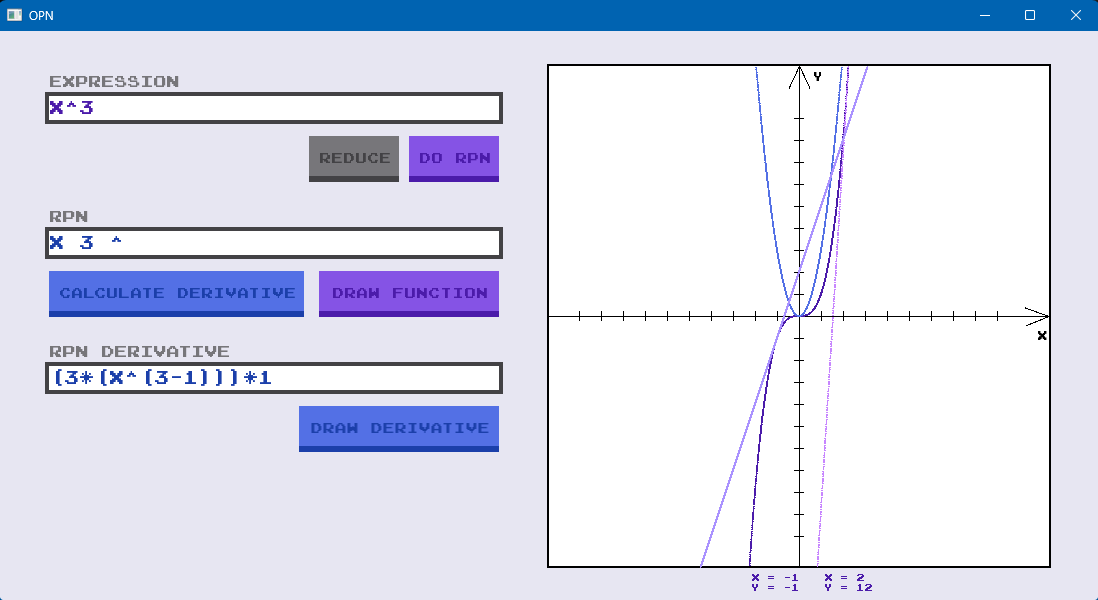 OPN
EXPRESSION
X^3
REDUCE DO RPN
RPN
X 3 ^
CALCULATE DERIVATIVE DRAW FUNCTION
RPN DERIVATIVE
(3*(X^(3-1)))*1
DRAW DERIVATIVE
Y
X
X = -1 X = 2
Y = -1 Y = 12